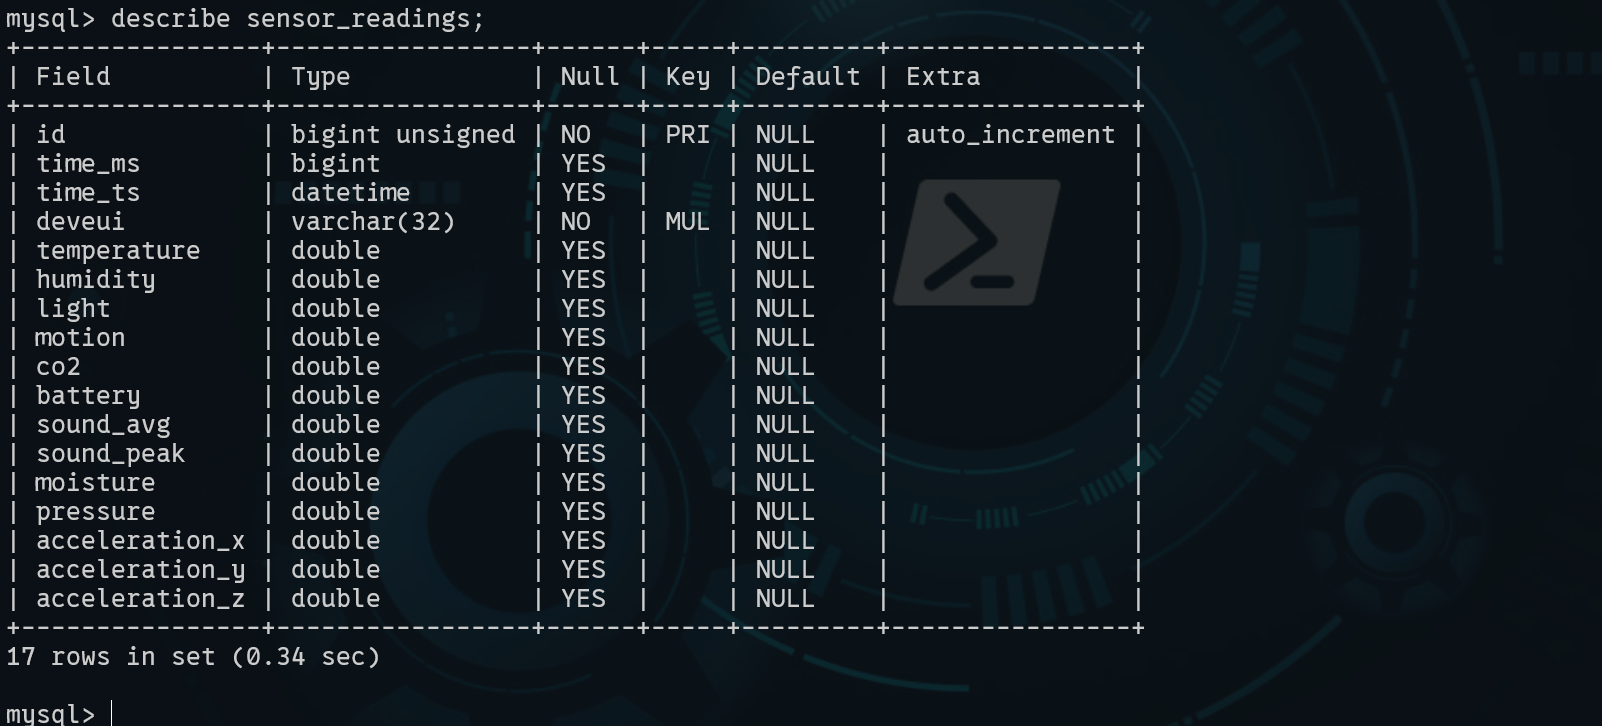 mysql> describe sensor_readings;
+----------------+-----------------+------+-----+---------+----------------+
| Field          | Type            | Null | Key | Default | Extra          |
+----------------+-----------------+------+-----+---------+----------------+
| id             | bigint unsigned | NO   | PRI | NULL    | auto_increment |
| time_ms        | bigint          | YES  |     | NULL    |                |
| time_ts        | datetime        | YES  |     | NULL    |                |
| deveui         | varchar(32)     | NO   | MUL | NULL    |                |
| temperature    | double          | YES  |     | NULL    |                |
| humidity       | double          | YES  |     | NULL    |                |
| light          | double          | YES  |     | NULL    |                |
| motion         | double          | YES  |     | NULL    |                |
| co2            | double          | YES  |     | NULL    |                |
| battery        | double          | YES  |     | NULL    |                |
| sound_avg      | double          | YES  |     | NULL    |                |
| sound_peak     | double          | YES  |     | NULL    |                |
| moisture       | double          | YES  |     | NULL    |                |
| pressure       | double          | YES  |     | NULL    |                |
| acceleration_x | double          | YES  |     | NULL    |                |
| acceleration_y | double          | YES  |     | NULL    |                |
| acceleration_z | double          | YES  |     | NULL    |                |
+----------------+-----------------+------+-----+---------+----------------+
17 rows in set (0.34 sec)
mysql>